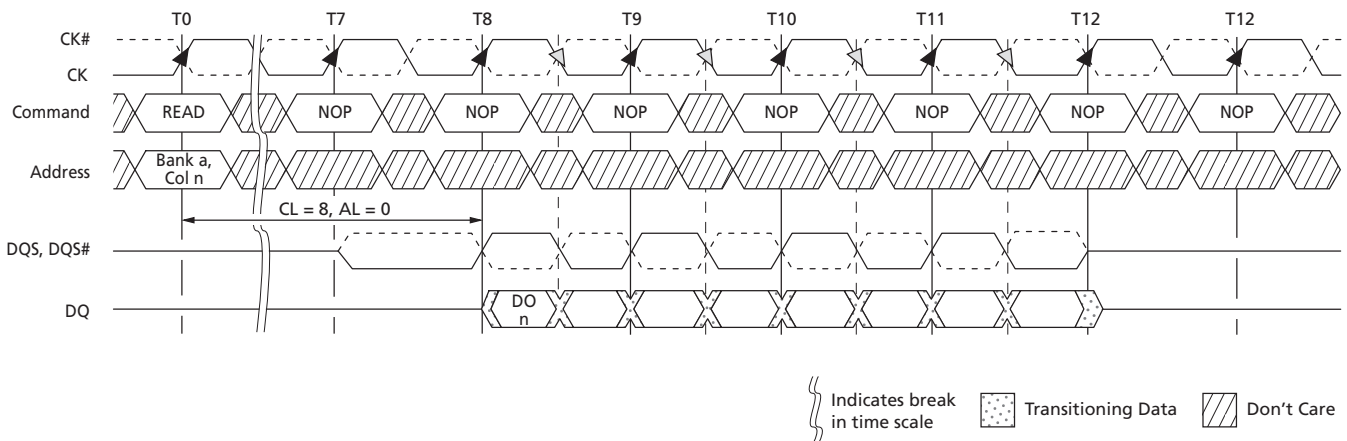 T0 T7 T8 T9 T10 T11 T12 T12
CK#
CK
Command READ NOP NOP NOP NOP NOP NOP NOP
Address Bank a,
Col n
CL = 8, AL = 0
DQS, DQS#
DQ DO
n
Indicates break
in time scale
Transitioning Data
Don't Care